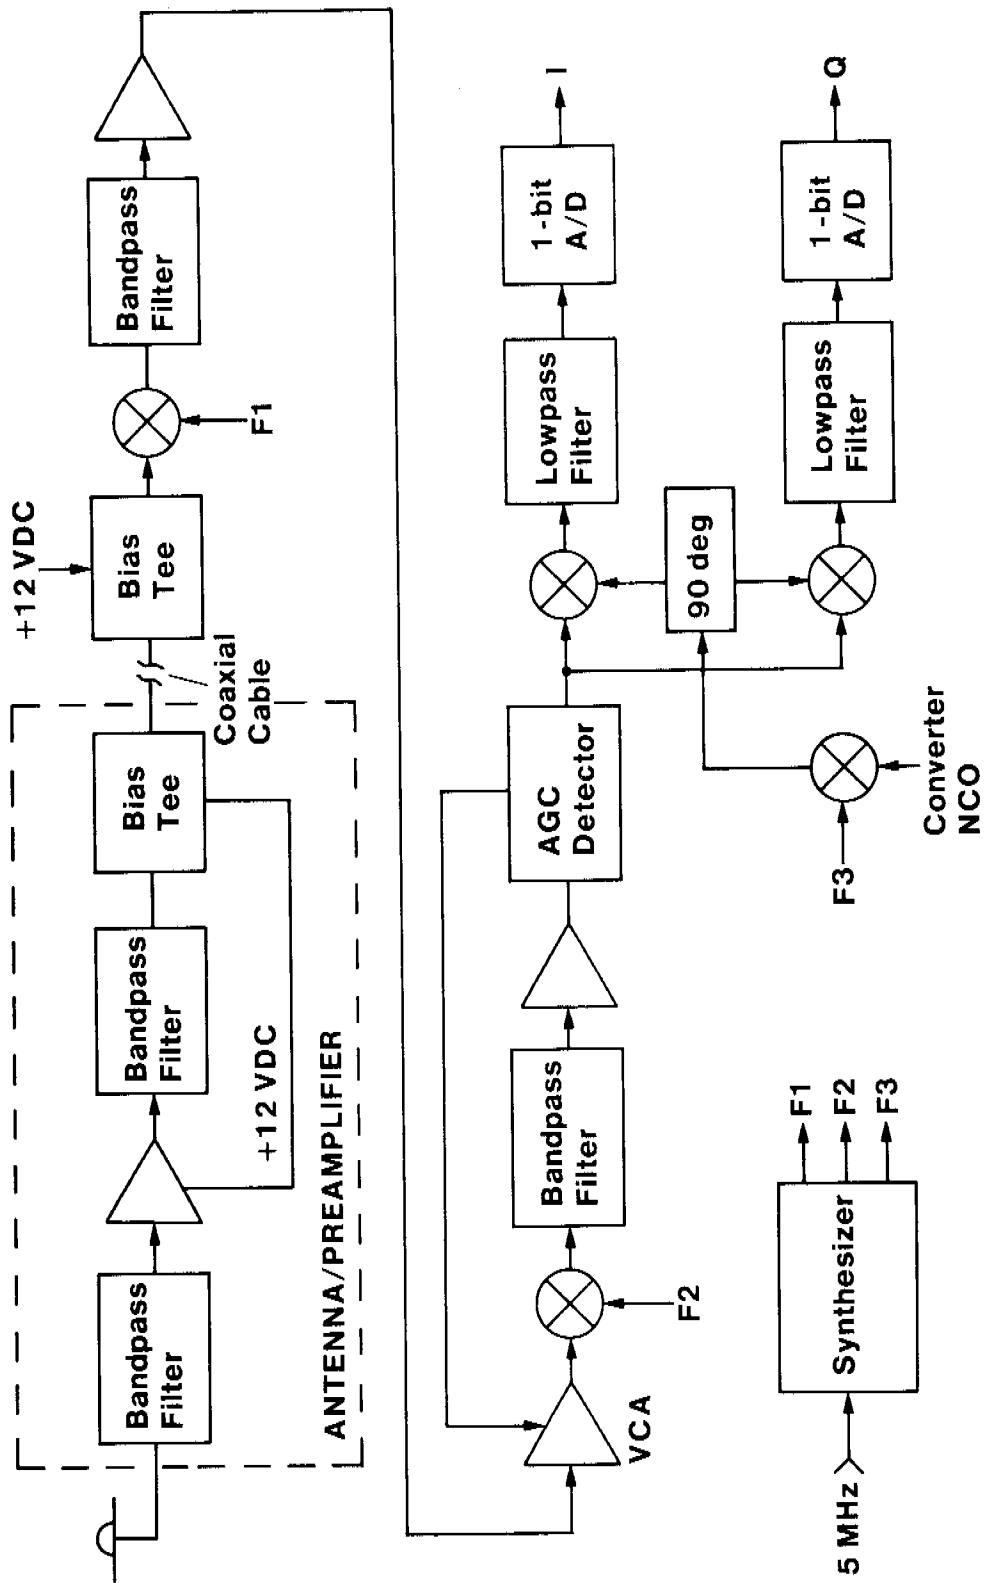 Bandpass
Filter
Bandpass
Filter
Bias
Tee
+12 VDC
ANTENNA/PREAMPLIFIER
Coaxial
Cable
+12 VDC
Bias
Tee
F1
Bandpass
Filter
VCA
F2
Bandpass
Filter
AGC
Detector
90 deg
Lowpass
Filter
1-bit
A/D
I
Lowpass
Filter
1-bit
A/D
Q
F3
Converter
NCO
5 MHz
Synthesizer
F1
F2
F3